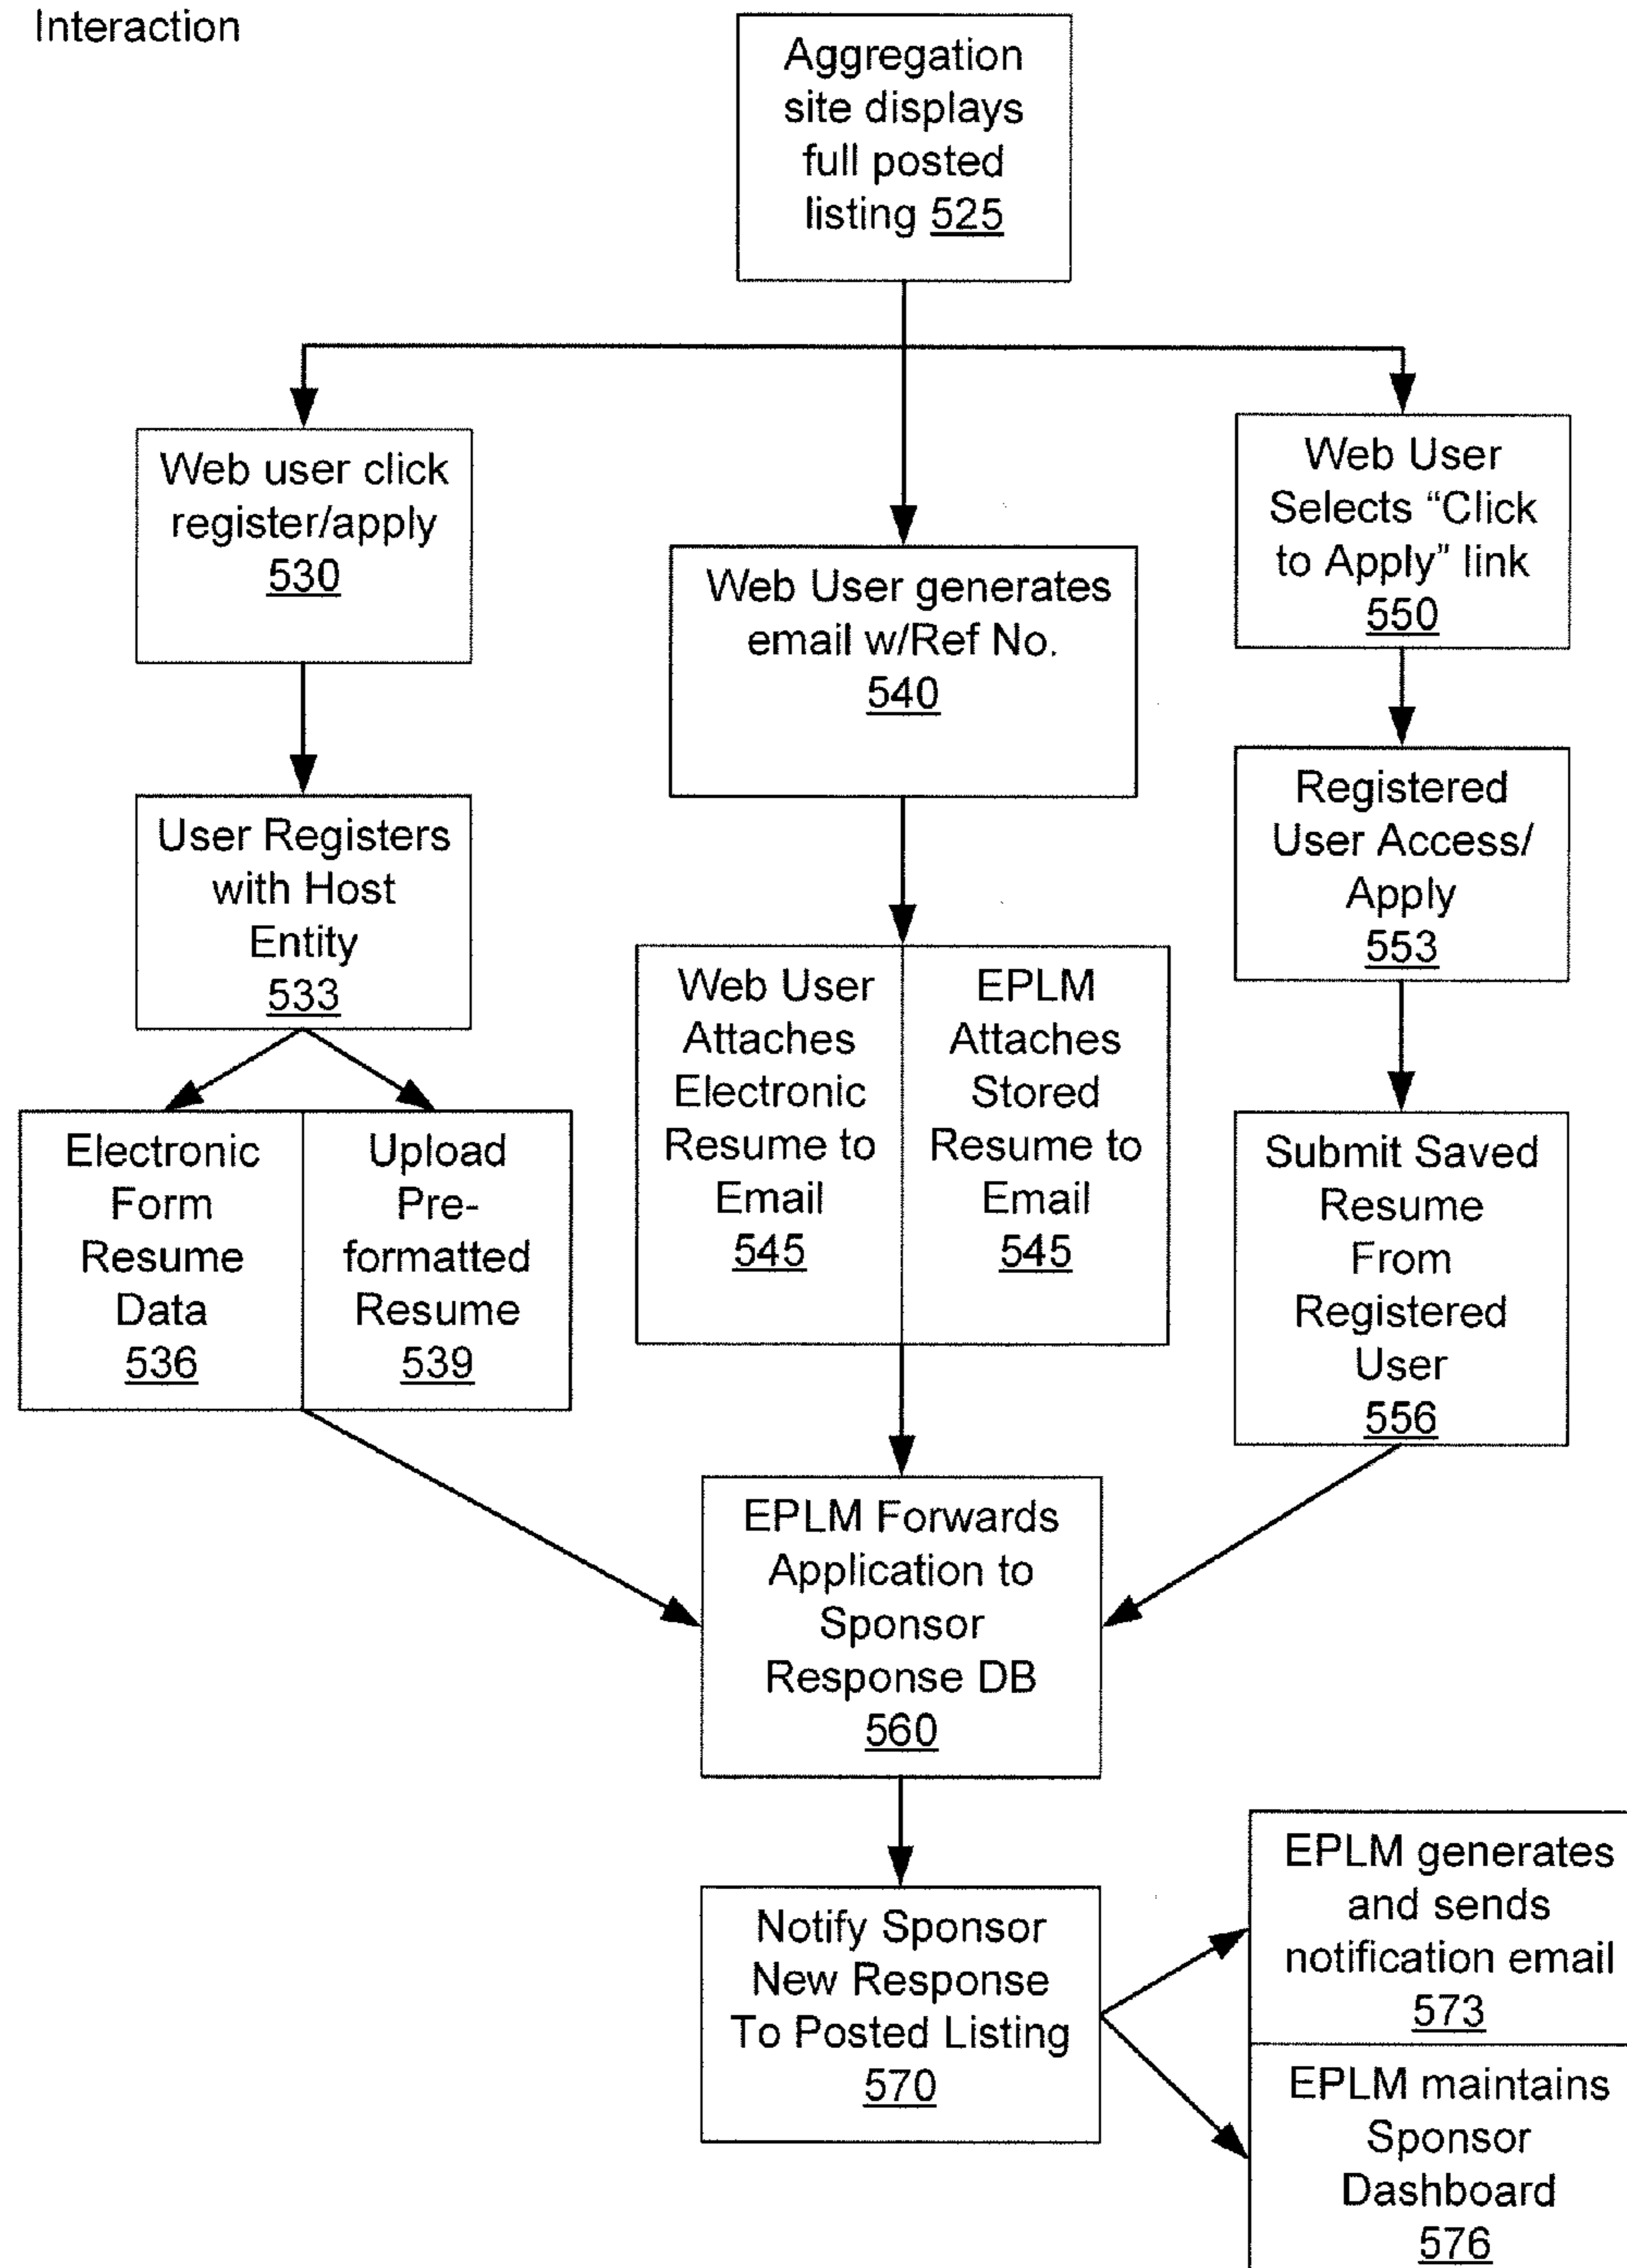 Interaction
Aggregation
site displays
full posted
listing 525
Web user click
register/apply
530
Web User generates
email w/Ref No.
540
Web User
Selects “Click
to Apply” link
550
User Registers
with Host
Entity
533
Registered
User Access/
Apply
553
Web User
Attaches
Electronic
Resume to
Email
545
EPLM
Attaches
Stored
Resume to
Email
545
Electronic
Form
Resume
Data
536
Upload
Pre-
formatted
Resume
539
Submit Saved
Resume
From
Registered
User
556
EPLM Forwards
Application to
Sponsor
Response DB
560
Notify Sponsor
New Response
To Posted Listing
570
EPLM generates
and sends
notification email
573
EPLM maintains
Sponsor
Dashboard
576